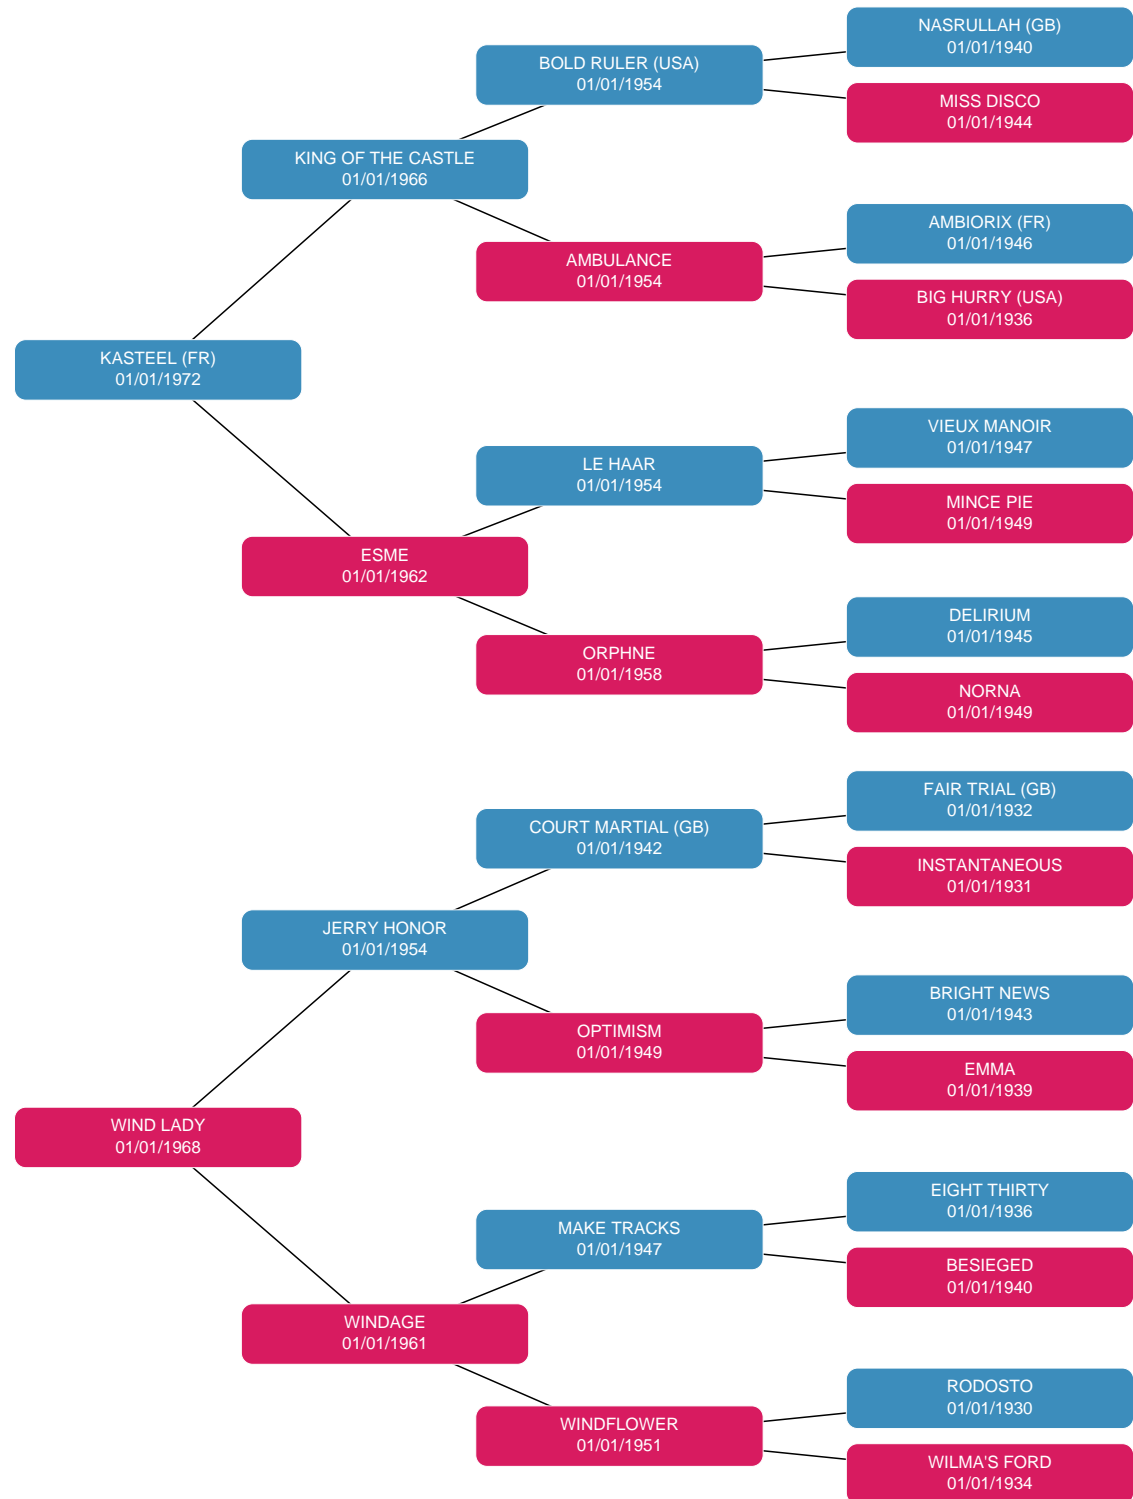 NASRULLAH (GB)
01/01/1940
BOLD RULER (USA)
01/01/1954
MISS DISCO
01/01/1944
KING OF THE CASTLE
01/01/1966
AMBIORIX (FR)
01/01/1946
AMBULANCE
01/01/1954
BIG HURRY (USA)
01/01/1936
KASTEEL (FR)
01/01/1972
VIEUX MANOIR
01/01/1947
LE HAAR
01/01/1954
MINCE PIE
01/01/1949
ESME
01/01/1962
DELIRIUM
01/01/1945
ORPHNE
01/01/1958
NORNA
01/01/1949
FAIR TRIAL (GB)
01/01/1932
COURT MARTIAL (GB)
01/01/1942
INSTANTANEOUS
01/01/1931
JERRY HONOR
01/01/1954
BRIGHT NEWS
01/01/1943
OPTIMISM
01/01/1949
EMMA
01/01/1939
WIND LADY
01/01/1968
EIGHT THIRTY
01/01/1936
MAKE TRACKS
01/01/1947
BESIEGED
01/01/1940
WINDAGE
01/01/1961
RODOSTO
01/01/1930
WINDFLOWER
01/01/1951
WILMA'S FORD
01/01/1934